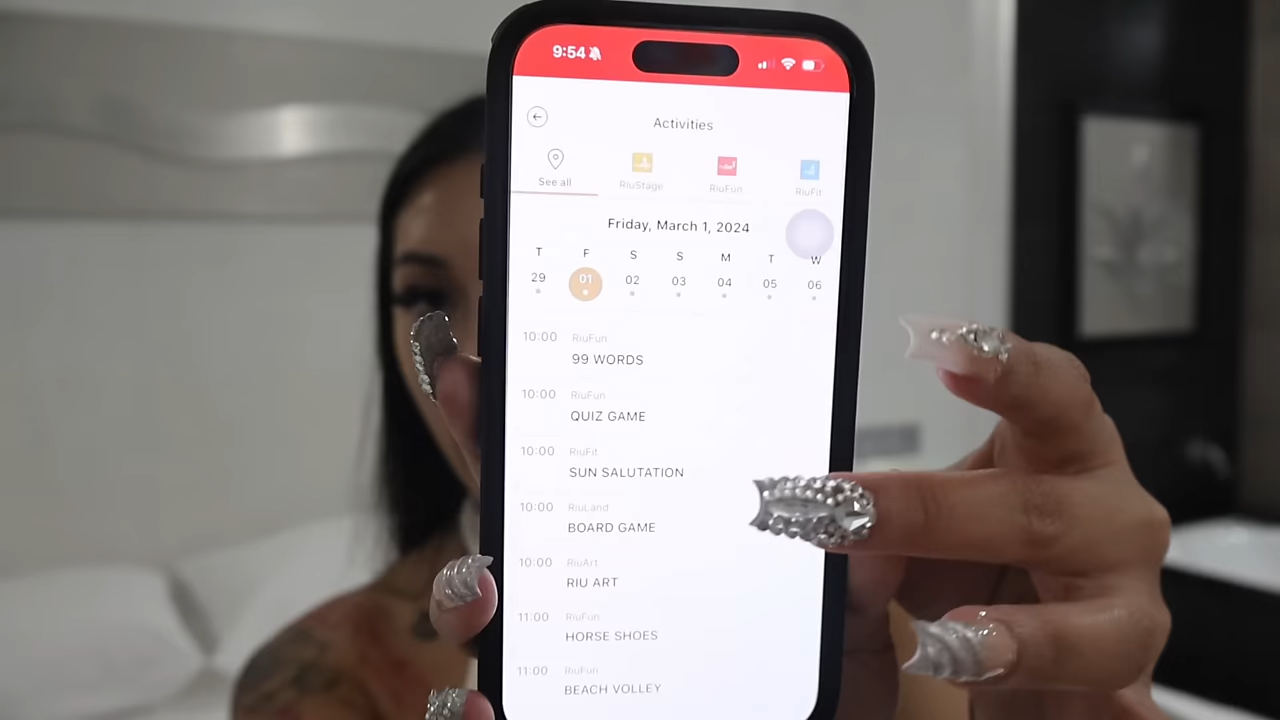 9:54
Activities
See all
RiuStage
RiuFun
RiuFit
Friday, March 1, 2024
T F S S M T W
29 01 02 03 04 05 06
10:00 RiuFun
99 WORDS
10:00 RiuFun
QUIZ GAME
10:00 RiuFit
SUN SALUTATION
10:00 RiuLand
BOARD GAME
10:00 RiuArt
RIU ART
11:00 RiuFun
HORSE SHOES
11:00 RiuFun
BEACH VOLLEY